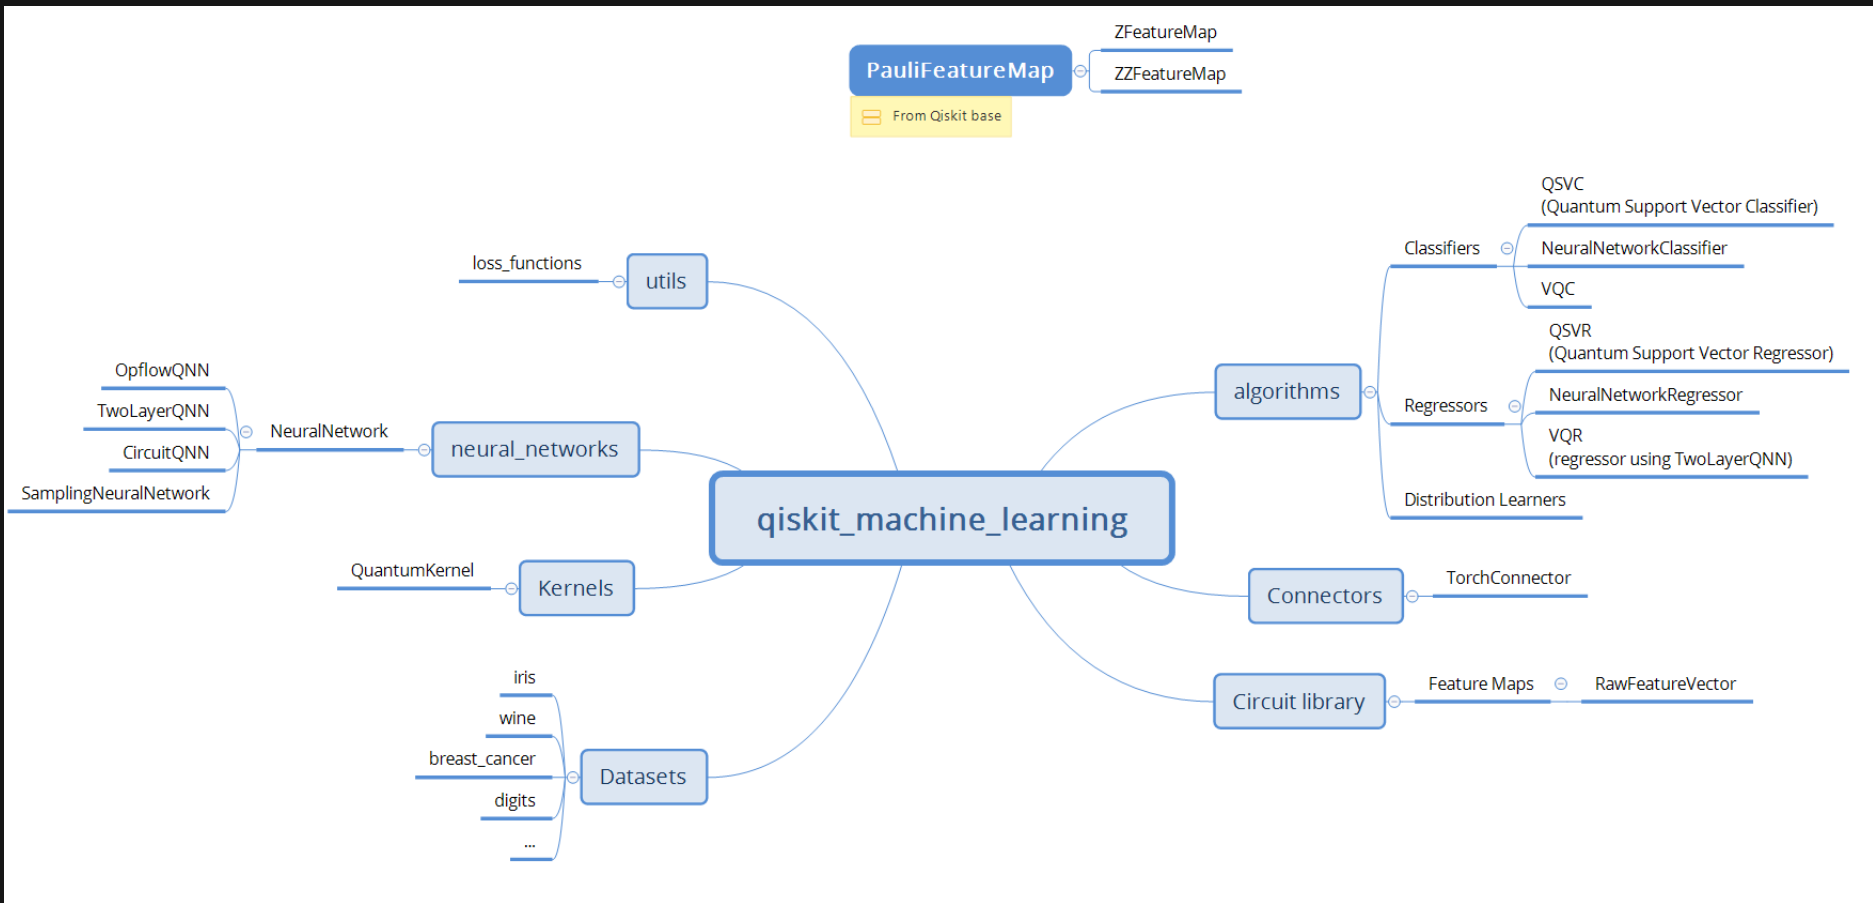 PauliFeatureMap
ZFeatureMap
ZZFeatureMap
From Qiskit base
qiskit_machine_learning
utils
loss_functions
neural_networks
NeuralNetwork
OpflowQNN
TwoLayerQNN
CircuitQNN
SamplingNeuralNetwork
Kernels
QuantumKernel
Datasets
iris
wine
breast_cancer
digits
...
algorithms
Classifiers
QSVC
(Quantum Support Vector Classifier)
NeuralNetworkClassifier
VQC
Regressors
QSVR
(Quantum Support Vector Regressor)
NeuralNetworkRegressor
VQR
(regressor using TwoLayerQNN)
Distribution Learners
Connectors
TorchConnector
Circuit library
Feature Maps
RawFeatureVector